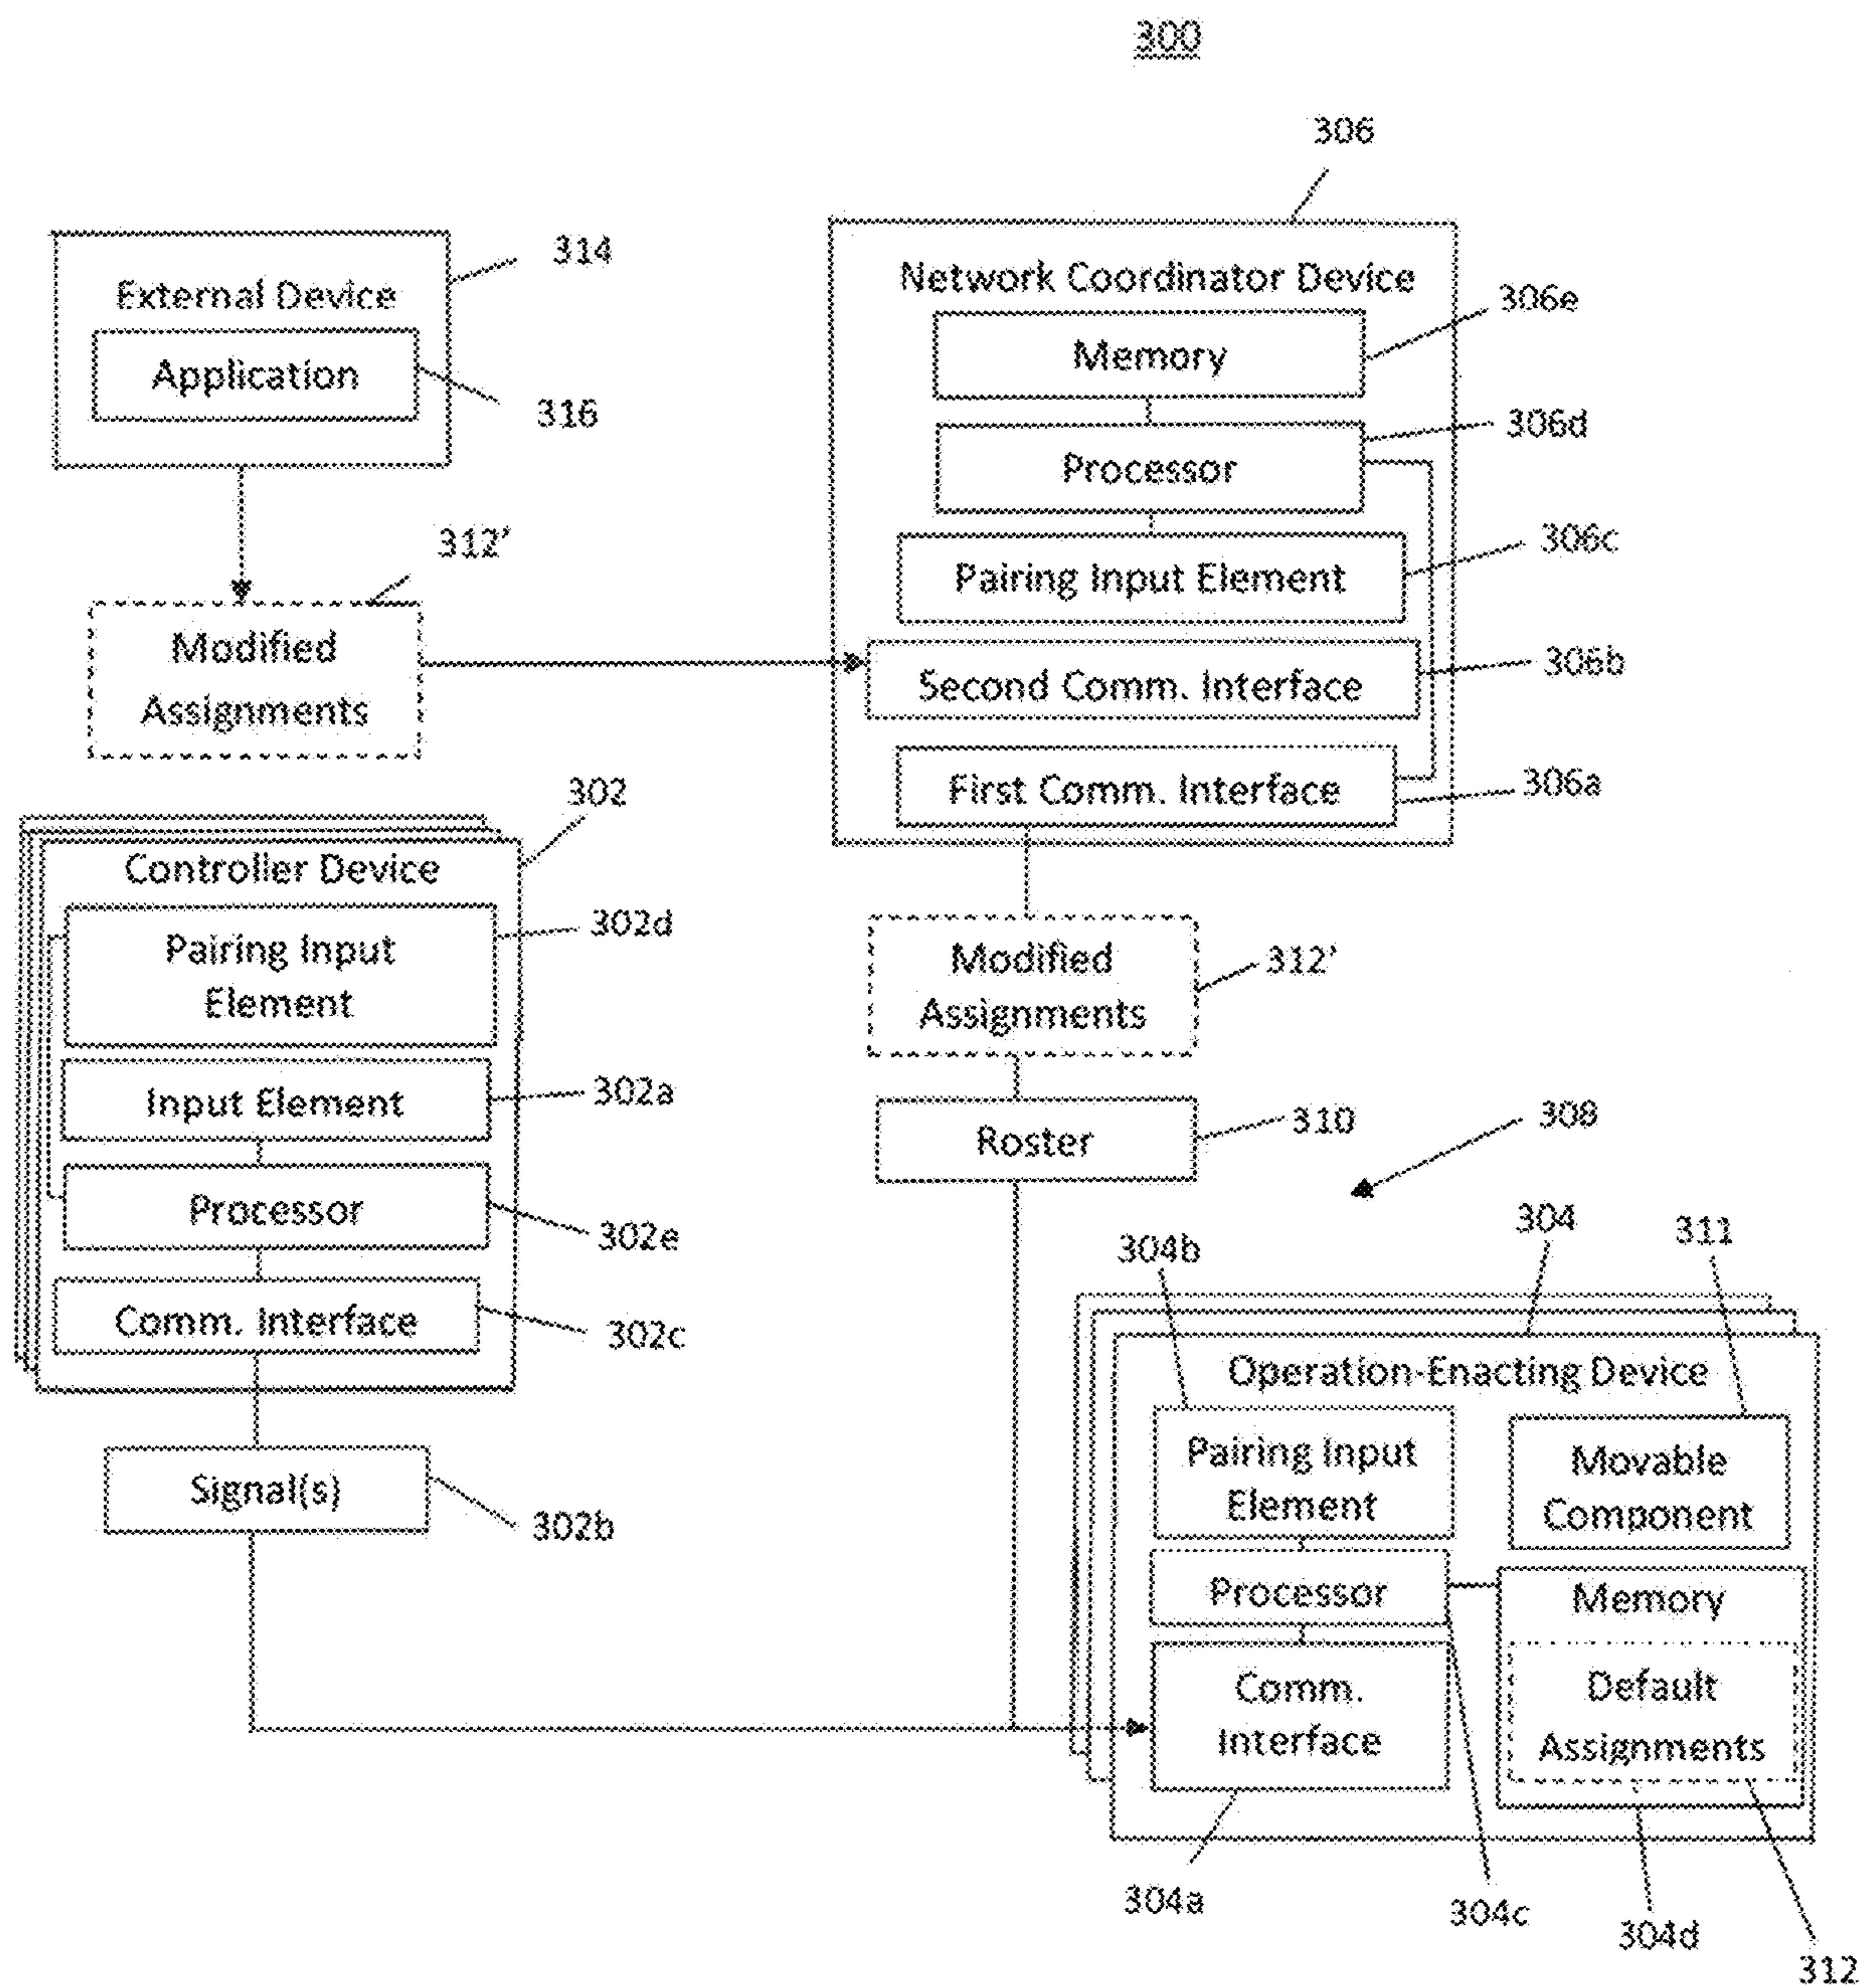 300
306
314
External Device
Application
316
312'
Modified
Assignments
Network Coordinator Device
306e
Memory
306d
Processor
306c
Pairing Input Element
306b
Second Comm. Interface
First Comm. Interface
306a
302
Controller Device
302d
Pairing Input
Element
302a
Input Element
Processor
302e
Comm. Interface
302c
Signal(s)
302b
Modified
Assignments
312'
Roster
310
308
304
311
304b
Operation-Enacting Device
Pairing Input
Element
Movable
Component
Processor
Memory
Comm.
Interface
Default
Assignments
304a
304c
304d
312